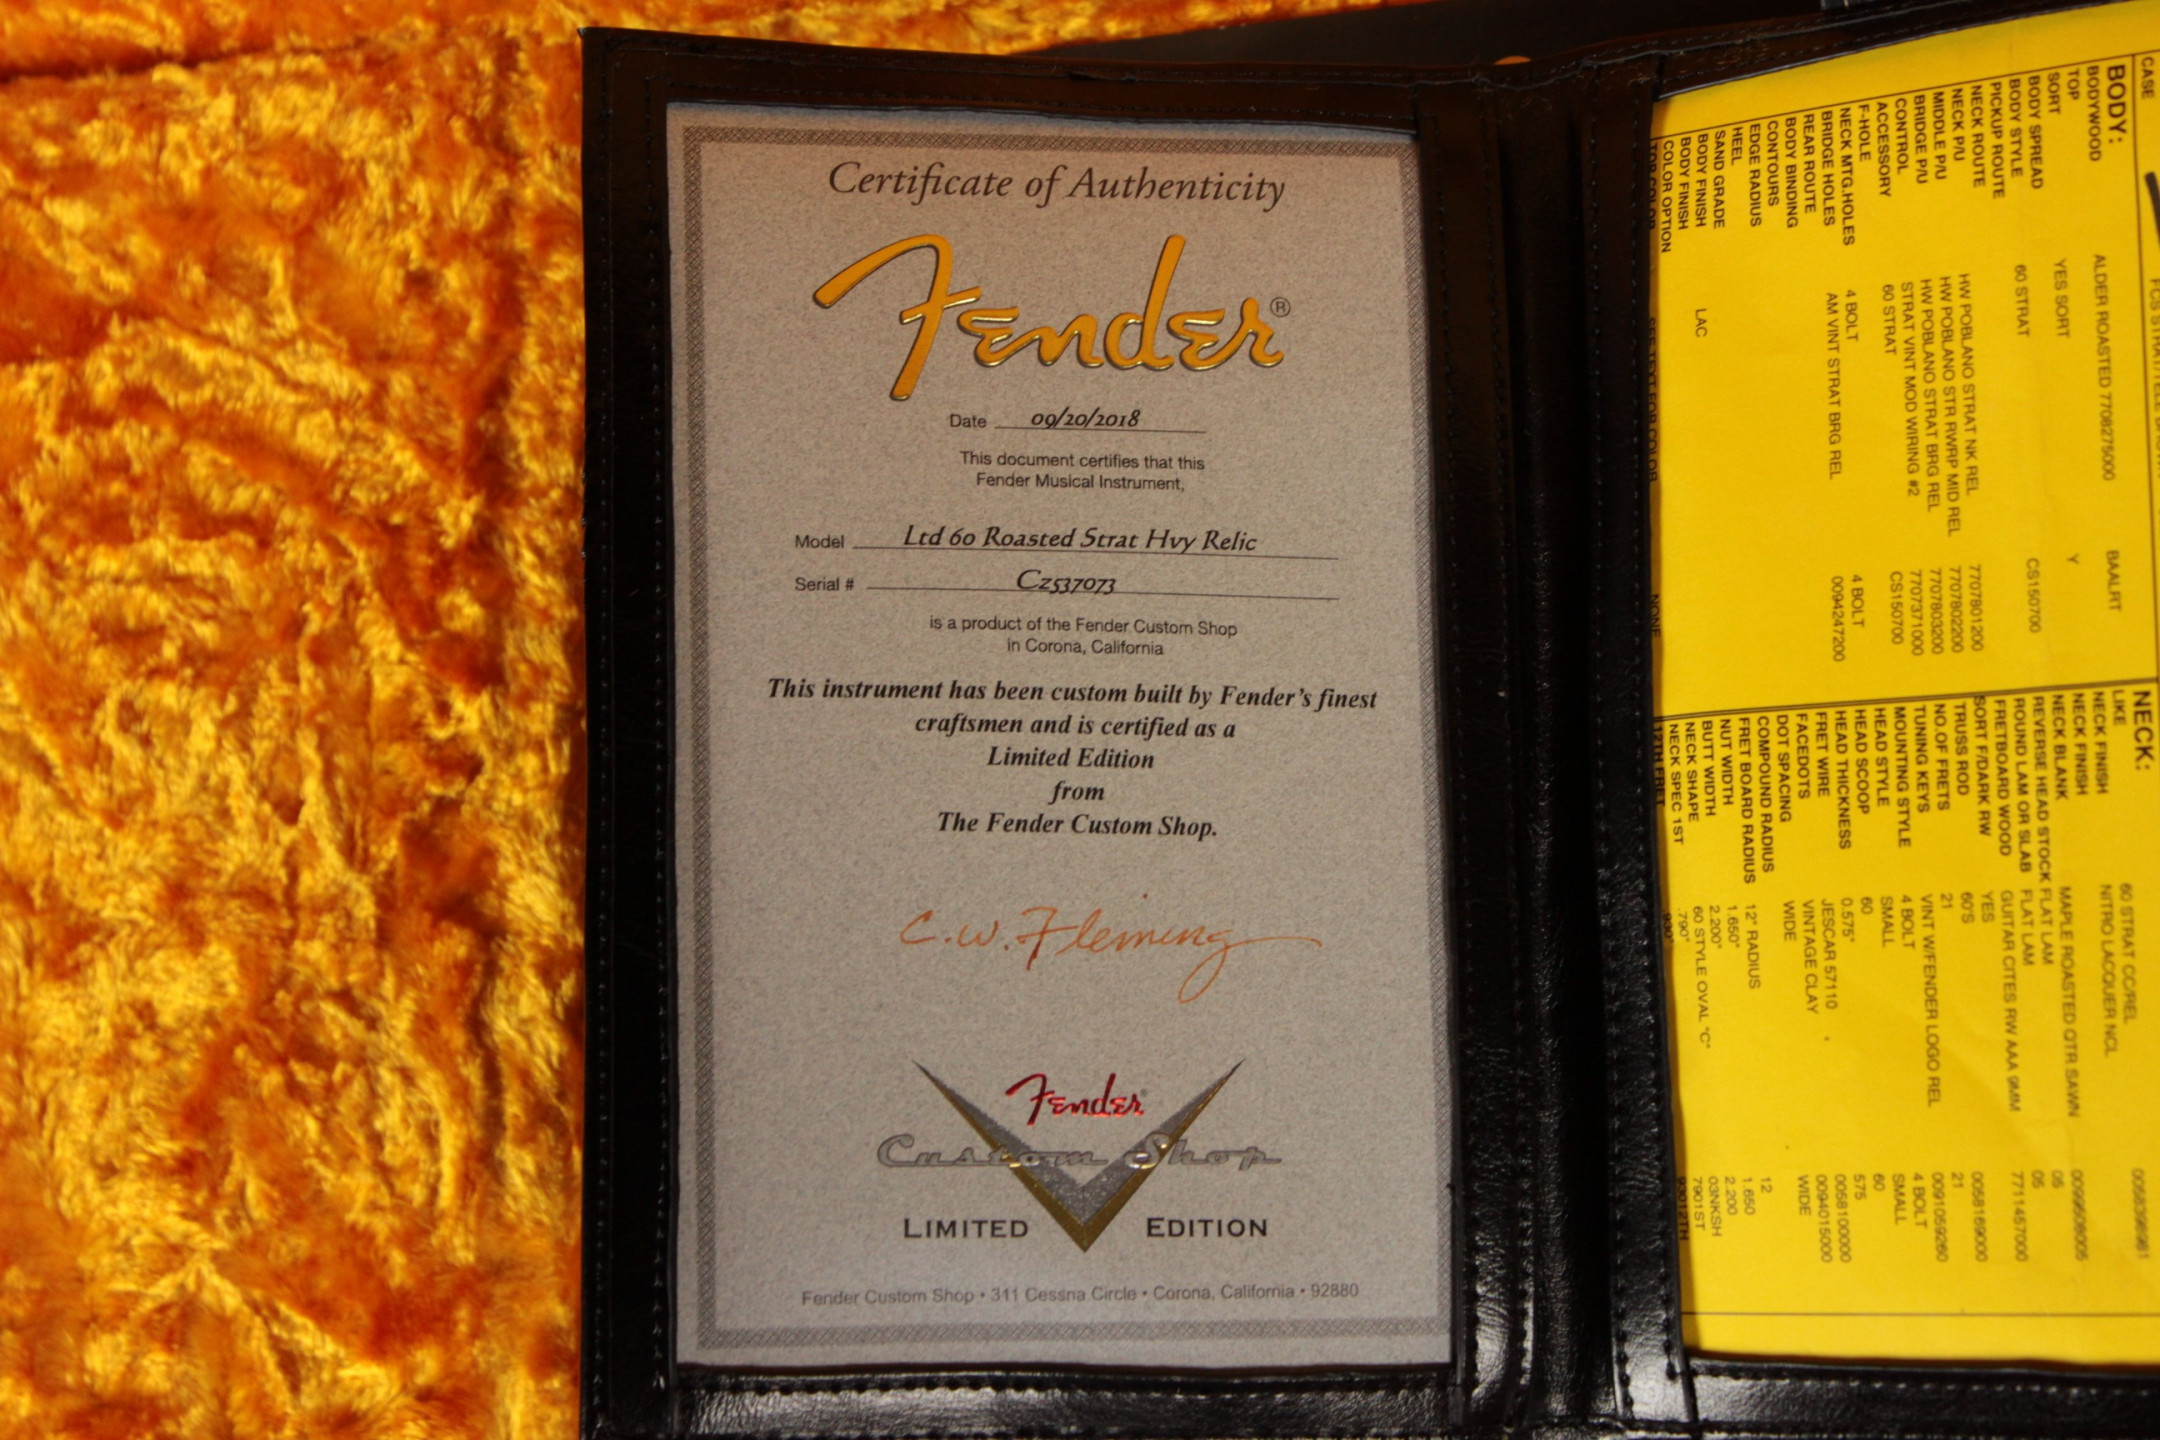 Certificate of Authenticity
Fender®
Date 09/20/2018
This document certifies that this
Fender Musical Instrument,
Model Ltd 60 Roasted Strat Hvy Relic
Serial # CZ537073
is a product of the Fender Custom Shop
in Corona, California
This instrument has been custom built by Fender's finest
craftsmen and is certified as a
Limited Edition
from
The Fender Custom Shop.
C.W. Fleming
Fender
Custom Shop
LIMITED EDITION
Fender Custom Shop • 311 Cessna Circle • Corona, California • 92880
CASE
BODY:
BODYWOOD ALDER ROASTED 7708275000 BAALRT
TOP Y
SORT YES SORT
BODY SPREAD
BODY STYLE 60 STRAT CS150700
PICKUP ROUTE
NECK ROUTE
NECK P/U HW POBLANO STRAT NK REL 7707801200
MIDDLE P/U HW POBLANO STR RWRP MID REL 7707802200
BRIDGE P/U HW POBLANO STRAT BRG REL 7707803200
CONTROL STRAT VINT MOD WIRING #2 7707371000
ACCESSORY 60 STRAT CS150700
F-HOLE
NECK MTG.HOLES 4 BOLT 4 BOLT
BRIDGE HOLES AM VINT STRAT BRG REL 0094247200
REAR ROUTE
BODY BINDING
CONTOURS
EDGE RADIUS
HEEL
SAND GRADE
BODY FINISH LAC
BODY FINISH
COLOR OPTION
NONE
NECK:
LIKE 60 STRAT CC/REL
NECK FINISH NITRO LACQUER NCL
NECK FINISH
NECK BLANK MAPLE ROASTED QTR SAWN
REVERSE HEAD STOCK FLAT LAM 05
ROUND LAM OR SLAB FLAT LAM 05
FRETBOARD WOOD GUITAR CITES RW AAA 9MM 7711457000
SORT F/DARK RW YES
TRUSS ROD 60'S 0058169000
NO.OF FRETS 21 21
TUNING KEYS VINT W/FENDER LOGO REL 0091059260
MOUNTING STYLE 4 BOLT 4 BOLT
HEAD STYLE SMALL SMALL
HEAD SCOOP 60 60
HEAD THICKNESS 0.575" 575
FRET WIRE JESCAR 57110 0058100000
FACEDOTS VINTAGE CLAY 0094015000
DOT SPACING WIDE WIDE
COMPOUND RADIUS
FRET BOARD RADIUS 12" RADIUS 12
NUT WIDTH 1.650" 1.650
BUTT WIDTH 2.200" 2.200
NECK SHAPE 60 STYLE OVAL "C" 03NKSH
NECK SPEC 1ST .790" 7901ST
12TH FRET